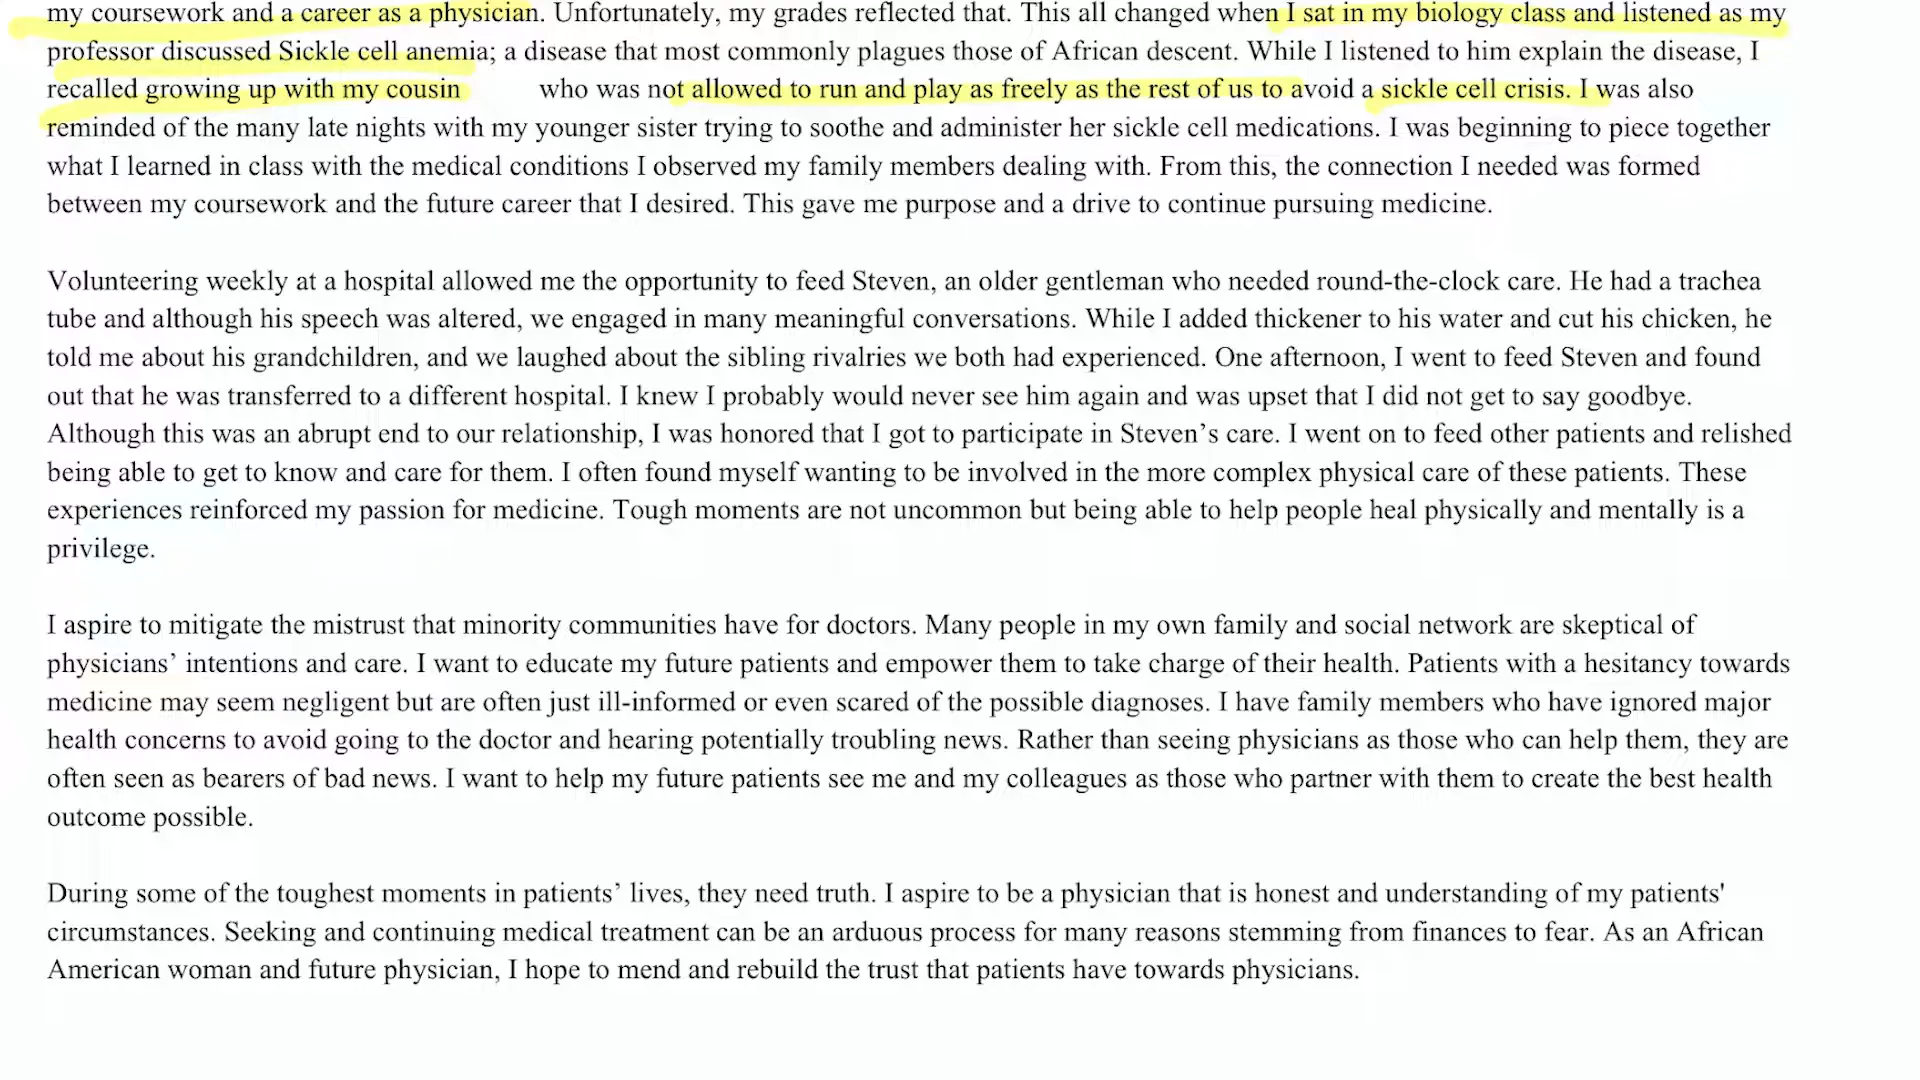 my coursework and a career as a physician. Unfortunately, my grades reflected that. This all changed when I sat in my biology class and listened as my
professor discussed Sickle cell anemia; a disease that most commonly plagues those of African descent. While I listened to him explain the disease, I
recalled growing up with my cousin who was not allowed to run and play as freely as the rest of us to avoid a sickle cell crisis. I was also
reminded of the many late nights with my younger sister trying to soothe and administer her sickle cell medications. I was beginning to piece together
what I learned in class with the medical conditions I observed my family members dealing with. From this, the connection I needed was formed
between my coursework and the future career that I desired. This gave me purpose and a drive to continue pursuing medicine.
Volunteering weekly at a hospital allowed me the opportunity to feed Steven, an older gentleman who needed round-the-clock care. He had a trachea
tube and although his speech was altered, we engaged in many meaningful conversations. While I added thickener to his water and cut his chicken, he
told me about his grandchildren, and we laughed about the sibling rivalries we both had experienced. One afternoon, I went to feed Steven and found
out that he was transferred to a different hospital. I knew I probably would never see him again and was upset that I did not get to say goodbye.
Although this was an abrupt end to our relationship, I was honored that I got to participate in Steven’s care. I went on to feed other patients and relished
being able to get to know and care for them. I often found myself wanting to be involved in the more complex physical care of these patients. These
experiences reinforced my passion for medicine. Tough moments are not uncommon but being able to help people heal physically and mentally is a
privilege.
I aspire to mitigate the mistrust that minority communities have for doctors. Many people in my own family and social network are skeptical of
physicians’ intentions and care. I want to educate my future patients and empower them to take charge of their health. Patients with a hesitancy towards
medicine may seem negligent but are often just ill-informed or even scared of the possible diagnoses. I have family members who have ignored major
health concerns to avoid going to the doctor and hearing potentially troubling news. Rather than seeing physicians as those who can help them, they are
often seen as bearers of bad news. I want to help my future patients see me and my colleagues as those who partner with them to create the best health
outcome possible.
During some of the toughest moments in patients’ lives, they need truth. I aspire to be a physician that is honest and understanding of my patients'
circumstances. Seeking and continuing medical treatment can be an arduous process for many reasons stemming from finances to fear. As an African
American woman and future physician, I hope to mend and rebuild the trust that patients have towards physicians.